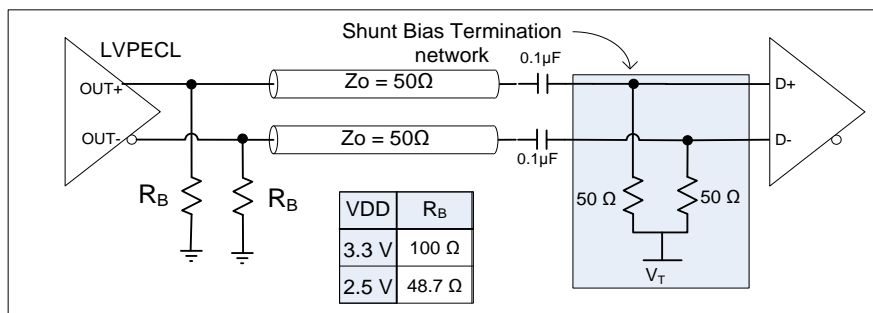 Shunt Bias Termination
network
LVPECL
0.1µF
OUT+
Zo = 50Ω
D+
OUT-
Zo = 50Ω
0.1µF
D-
RB
RB
50 Ω
50 Ω
VDD
RB
3.3 V
100 Ω
2.5 V
48.7 Ω
VT